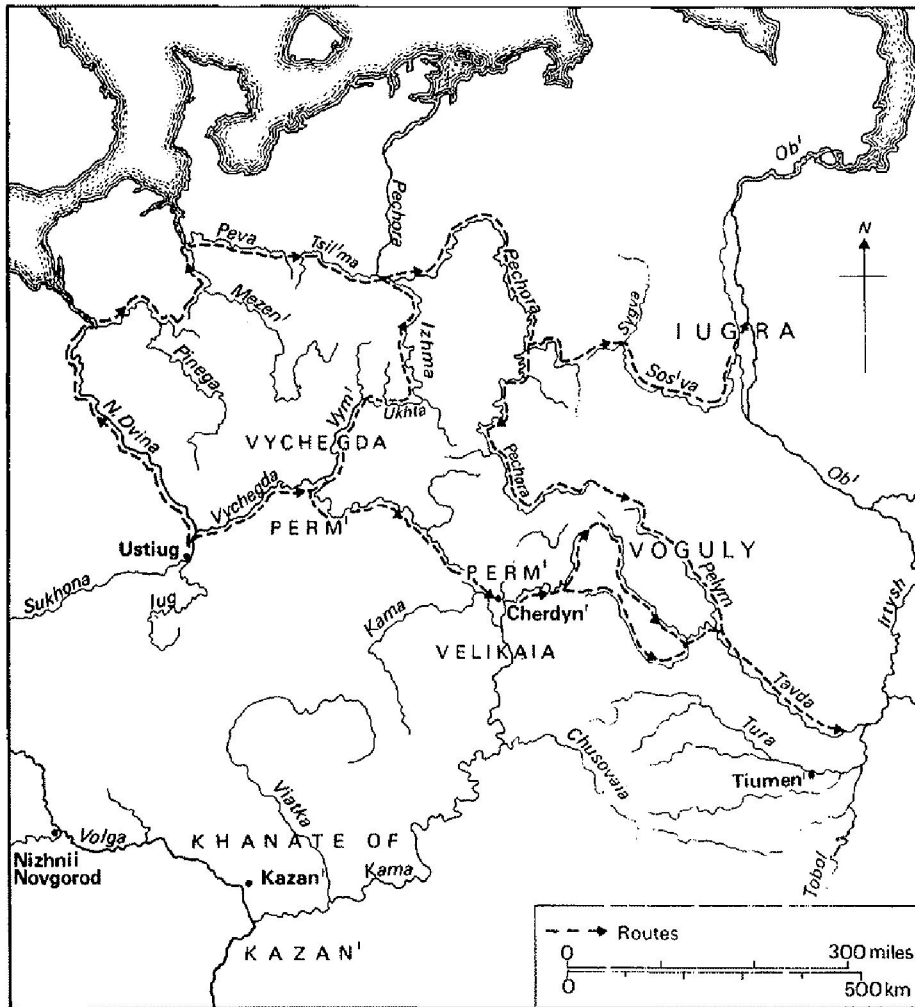 Ob'
N
Peva
Tsil'ma
Pechora
Pechora
Mezen'
Izhma
Sygva
IUGRA
Pinega
Sos'va
Ukhta
Vym'
N. Dvina
VYCHEGDA
Pechora
Ob'
Vychegda
PERM'
VOGULY
Ustiug
Sukhona
Iug
PERM'
Pelym
Irtysh
Kama
Cherdyn'
VELIKAIA
Tavda
Chusovaia
Tura
Tiumen'
Viatka
Volga
KHANATE OF
Nizhnii
Novgorod
Kama
Kazan'
Tobol
KAZAN'
Routes
0 300 miles
0 500 km